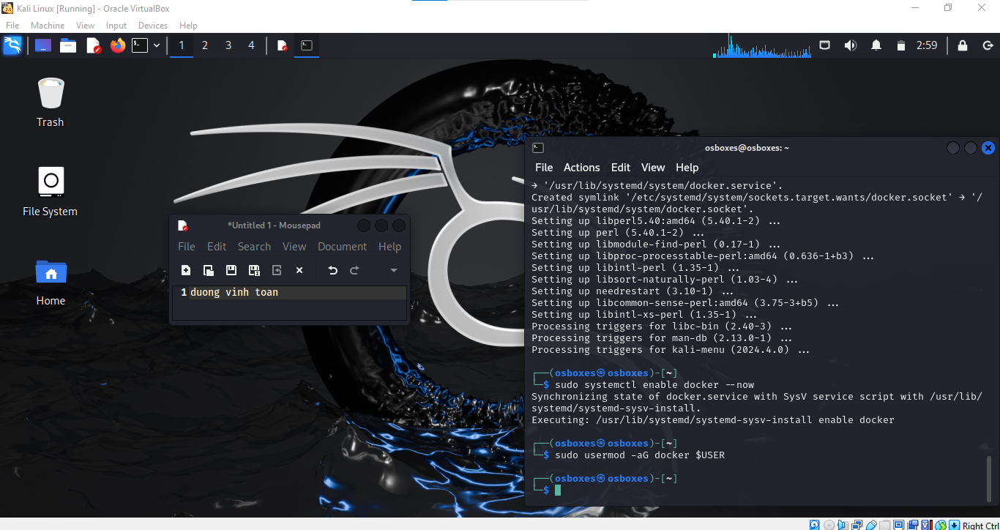 Kali Linux [Running] - Oracle VirtualBox
File Machine View Input Devices Help
1 2 3 4
2:59
Trash
File System
Home
*Untitled 1 - Mousepad
File Edit Search View Document Help
1 duong vinh toan
osboxes@osboxes: ~
File Actions Edit View Help
→ '/usr/lib/systemd/system/docker.service'.
Created symlink '/etc/systemd/system/sockets.target.wants/docker.socket' → '/
usr/lib/systemd/system/docker.socket'.
Setting up libperl5.40:amd64 (5.40.1-2) ...
Setting up perl (5.40.1-2) ...
Setting up libmodule-find-perl (0.17-1) ...
Setting up libproc-processtable-perl:amd64 (0.636-1+b3) ...
Setting up libintl-perl (1.35-1) ...
Setting up libsort-naturally-perl (1.03-4) ...
Setting up needrestart (3.10-1) ...
Setting up libcommon-sense-perl:amd64 (3.75-3+b5) ...
Setting up libintl-xs-perl (1.35-1) ...
Processing triggers for libc-bin (2.40-3) ...
Processing triggers for man-db (2.13.0-1) ...
Processing triggers for kali-menu (2024.4.0) ...
┌──(osboxes㉿osboxes)-[~]
└─$ sudo systemctl enable docker --now
Synchronizing state of docker.service with SysV service script with /usr/lib/
systemd/systemd-sysv-install.
Executing: /usr/lib/systemd/systemd-sysv-install enable docker
┌──(osboxes㉿osboxes)-[~]
└─$ sudo usermod -aG docker $USER
┌──(osboxes㉿osboxes)-[~]
└─$
Right Ctrl